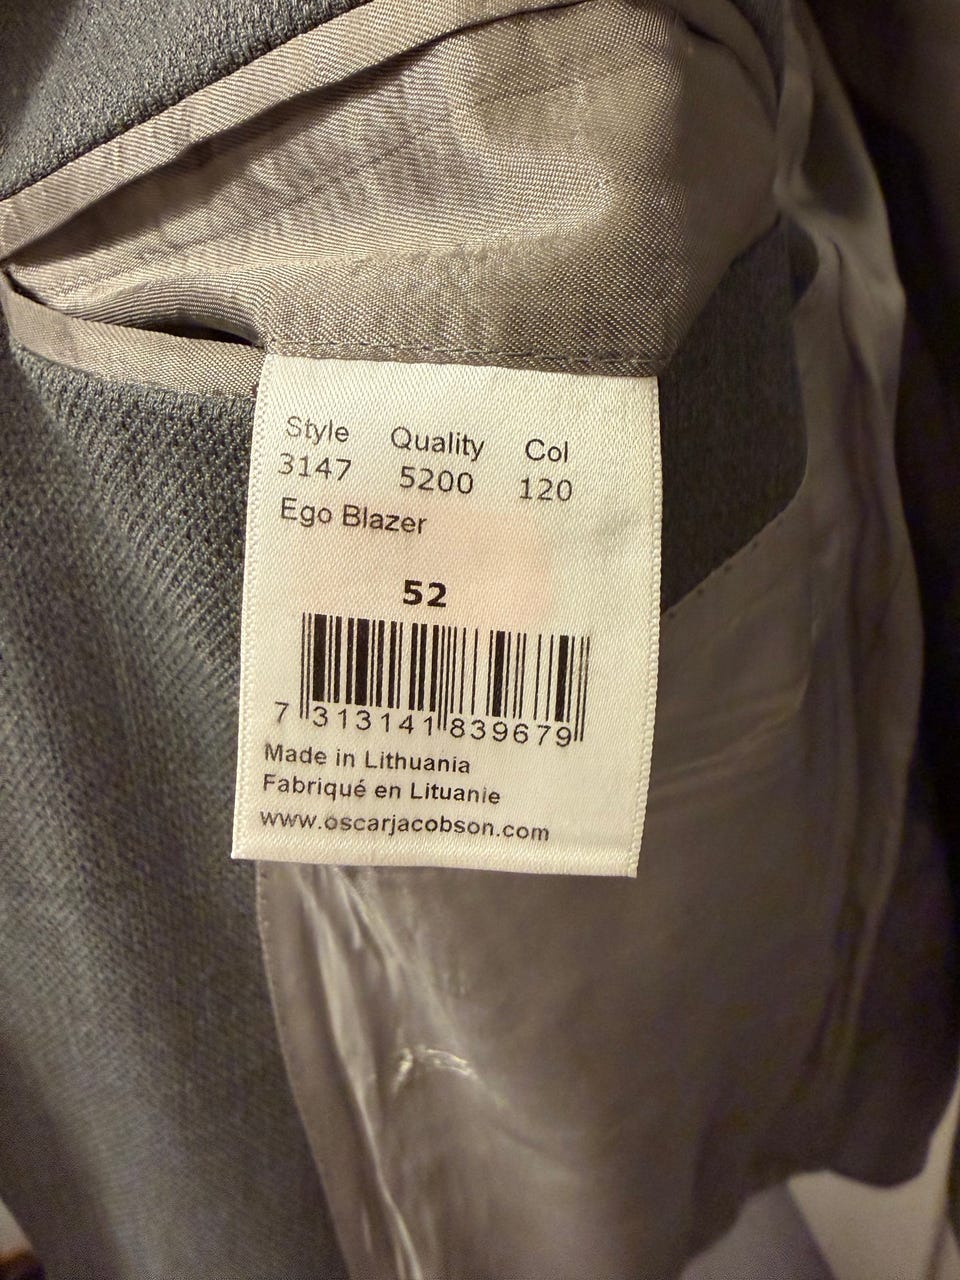 Style Quality Col
3147 5200 120
Ego Blazer
52
7 313141 839679
Made in Lithuania
Fabriqué en Lituanie
www.oscarjacobson.com